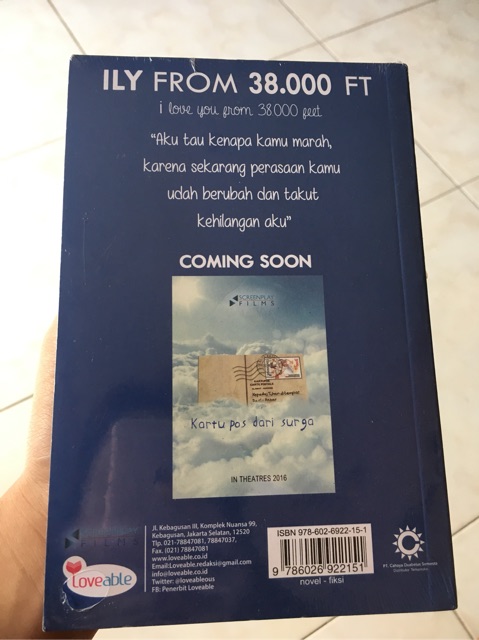 ILY FROM 38.000 FT
i love you from 38000 feet
“Aku tau kenapa kamu marah,
karena sekarang perasaan kamu
udah berubah dan takut
kehilangan aku”
COMING SOON
SCREENPLAY
FILMS
Kartu pos dari surga
IN THEATRES 2016
SCREENPLAY
FILMS
Loveable
Jl. Kebagusan III, Komplek Nuansa 99,
Kebagusan, Jakarta Selatan, 12520
Tlp. 021-78847081, 78847037,
Fax. (021) 78847081
www.loveable.co.id
Email:Loveable.redaksi@gmail.com
info@loveable.co.id
Twitter: @loveableous
FB: Penerbit Loveable
ISBN 978-602-6922-15-1
9 786026 922151
novel - fiksi